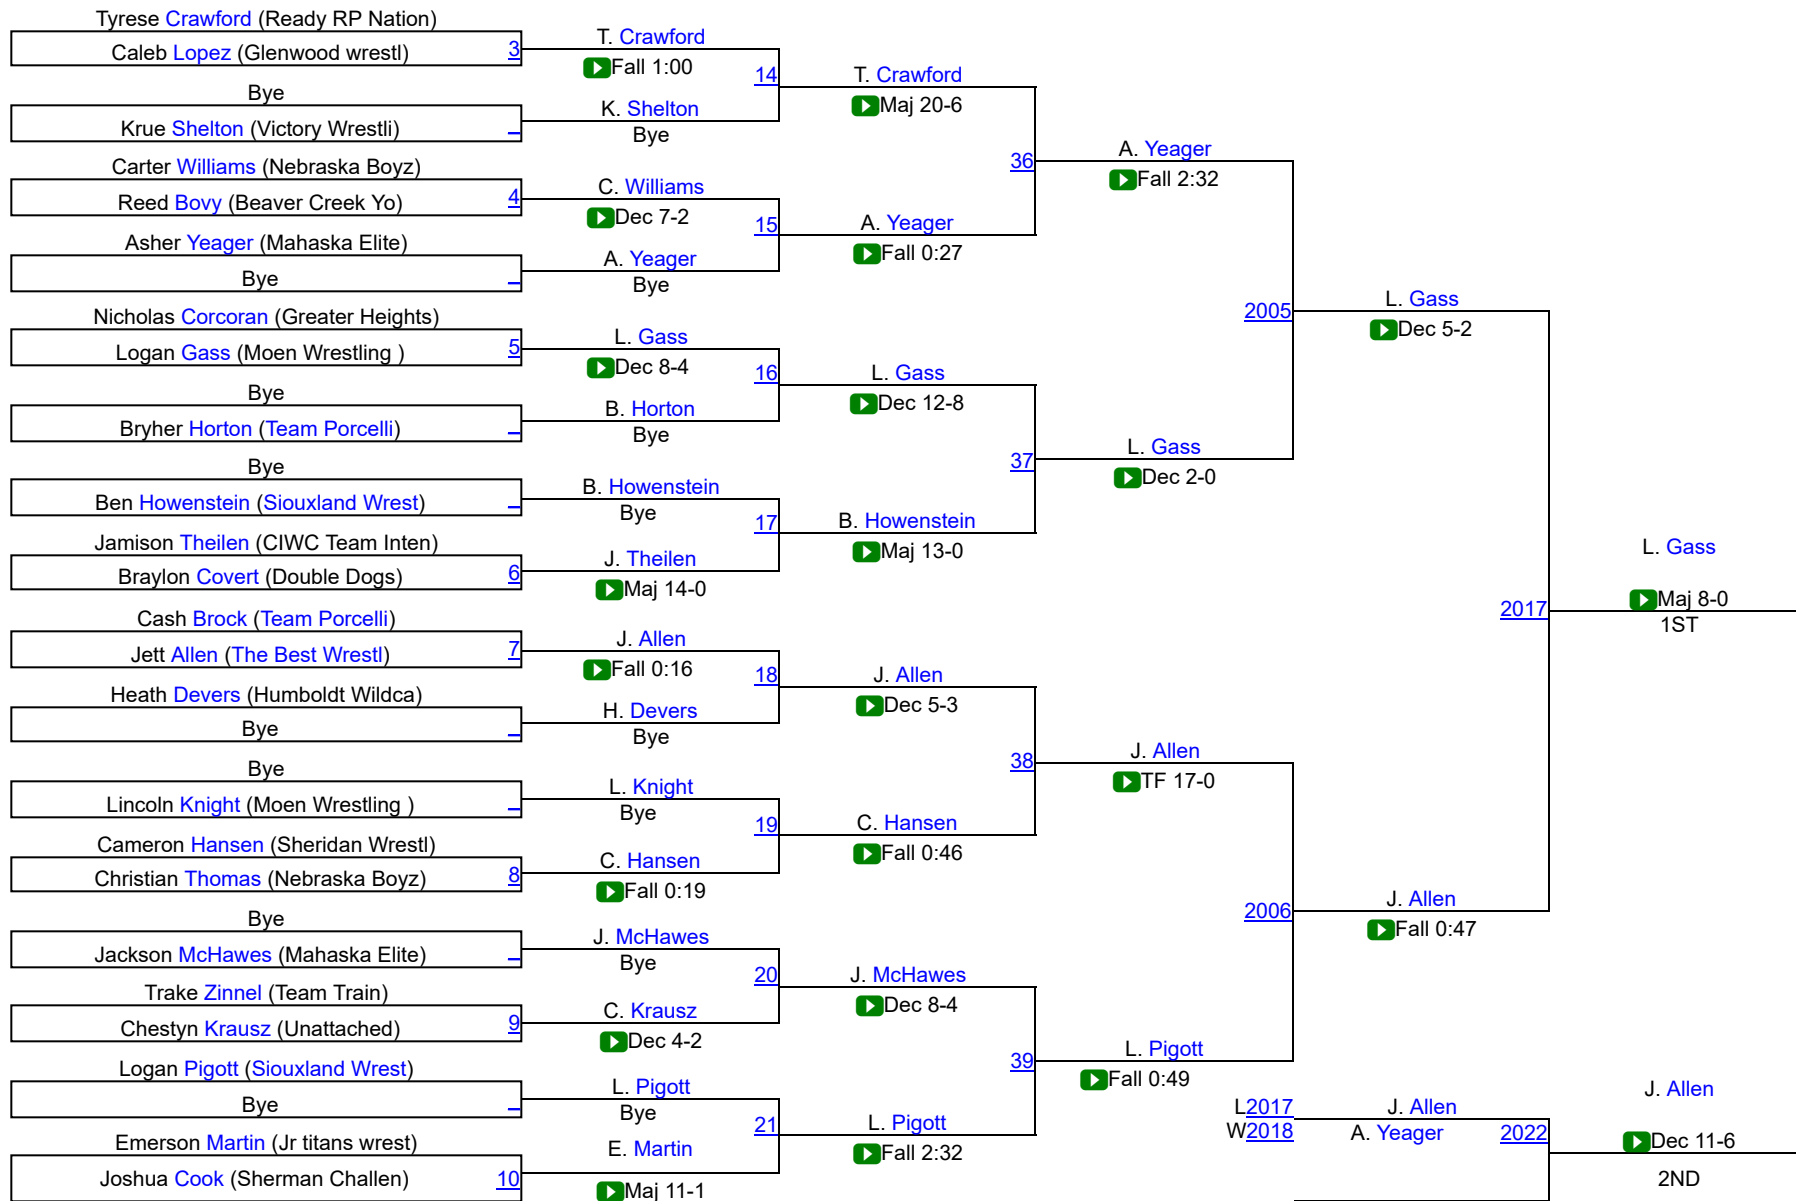 Tyrese Crawford (Ready RP Nation)
Caleb Lopez (Glenwood wrestl) 3
Bye
Krue Shelton (Victory Wrestli) _
Carter Williams (Nebraska Boyz)
Reed Bovy (Beaver Creek Yo) 4
Asher Yeager (Mahaska Elite)
Bye _
Nicholas Corcoran (Greater Heights)
Logan Gass (Moen Wrestling ) 5
Bye
Bryher Horton (Team Porcelli) _
Bye
Ben Howenstein (Siouxland Wrest) _
Jamison Theilen (CIWC Team Inten)
Braylon Covert (Double Dogs) 6
Cash Brock (Team Porcelli)
Jett Allen (The Best Wrestl) 7
Heath Devers (Humboldt Wildca)
Bye _
Bye
Lincoln Knight (Moen Wrestling ) _
Cameron Hansen (Sheridan Wrestl)
Christian Thomas (Nebraska Boyz) 8
Bye
Jackson McHawes (Mahaska Elite) _
Trake Zinnel (Team Train)
Chestyn Krausz (Unattached) 9
Logan Pigott (Siouxland Wrest)
Bye _
Emerson Martin (Jr titans wrest)
Joshua Cook (Sherman Challen) 10
T. Crawford
Fall 1:00
14
K. Shelton
Bye
C. Williams
Dec 7-2
15
A. Yeager
Bye
L. Gass
Dec 8-4
16
B. Horton
Bye
B. Howenstein
Bye
17
J. Theilen
Maj 14-0
J. Allen
Fall 0:16
18
H. Devers
Bye
L. Knight
Bye
19
C. Hansen
Fall 0:19
J. McHawes
Bye
20
C. Krausz
Dec 4-2
L. Pigott
Bye
21
E. Martin
Maj 11-1
T. Crawford
Maj 20-6
36
A. Yeager
Fall 0:27
L. Gass
Dec 12-8
37
B. Howenstein
Maj 13-0
J. Allen
Dec 5-3
38
C. Hansen
Fall 0:46
J. McHawes
Dec 8-4
39
L. Pigott
Fall 2:32
A. Yeager
Fall 2:32
2005
L. Gass
Dec 2-0
J. Allen
TF 17-0
2006
L. Pigott
Fall 0:49
L. Gass
Dec 5-2
2017
J. Allen
Fall 0:47
L. Gass
Maj 8-0
1ST
L2017 J. Allen
W2018 A. Yeager 2022
J. Allen
Dec 11-6
2ND